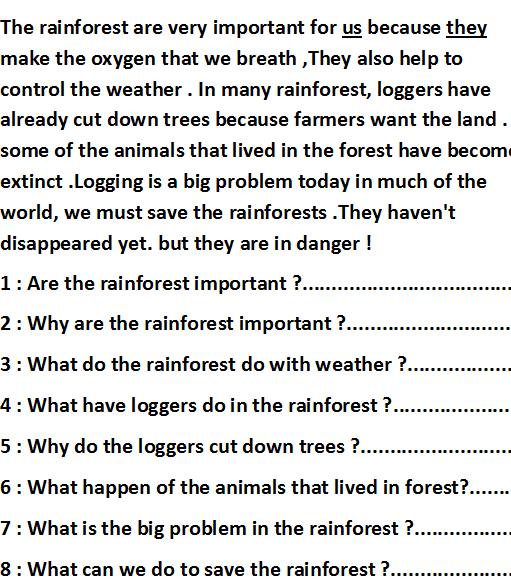 The rainforest are very important for us because they
make the oxygen that we breath ,They also help to
control the weather . In many rainforest, loggers have
already cut down trees because farmers want the land .
some of the animals that lived in the forest have become
extinct .Logging is a big problem today in much of the
world, we must save the rainforests .They haven't
disappeared yet. but they are in danger !
1 : Are the rainforest important ?....................................
2 : Why are the rainforest important ?............................
3 : What do the rainforest do with weather ?..................
4 : What have loggers do in the rainforest ?....................
5 : Why do the loggers cut down trees ?..........................
6 : What happen of the animals that lived in forest?.......
7 : What is the big problem in the rainforest ?.................
8 : What can we do to save the rainforest ?.....................